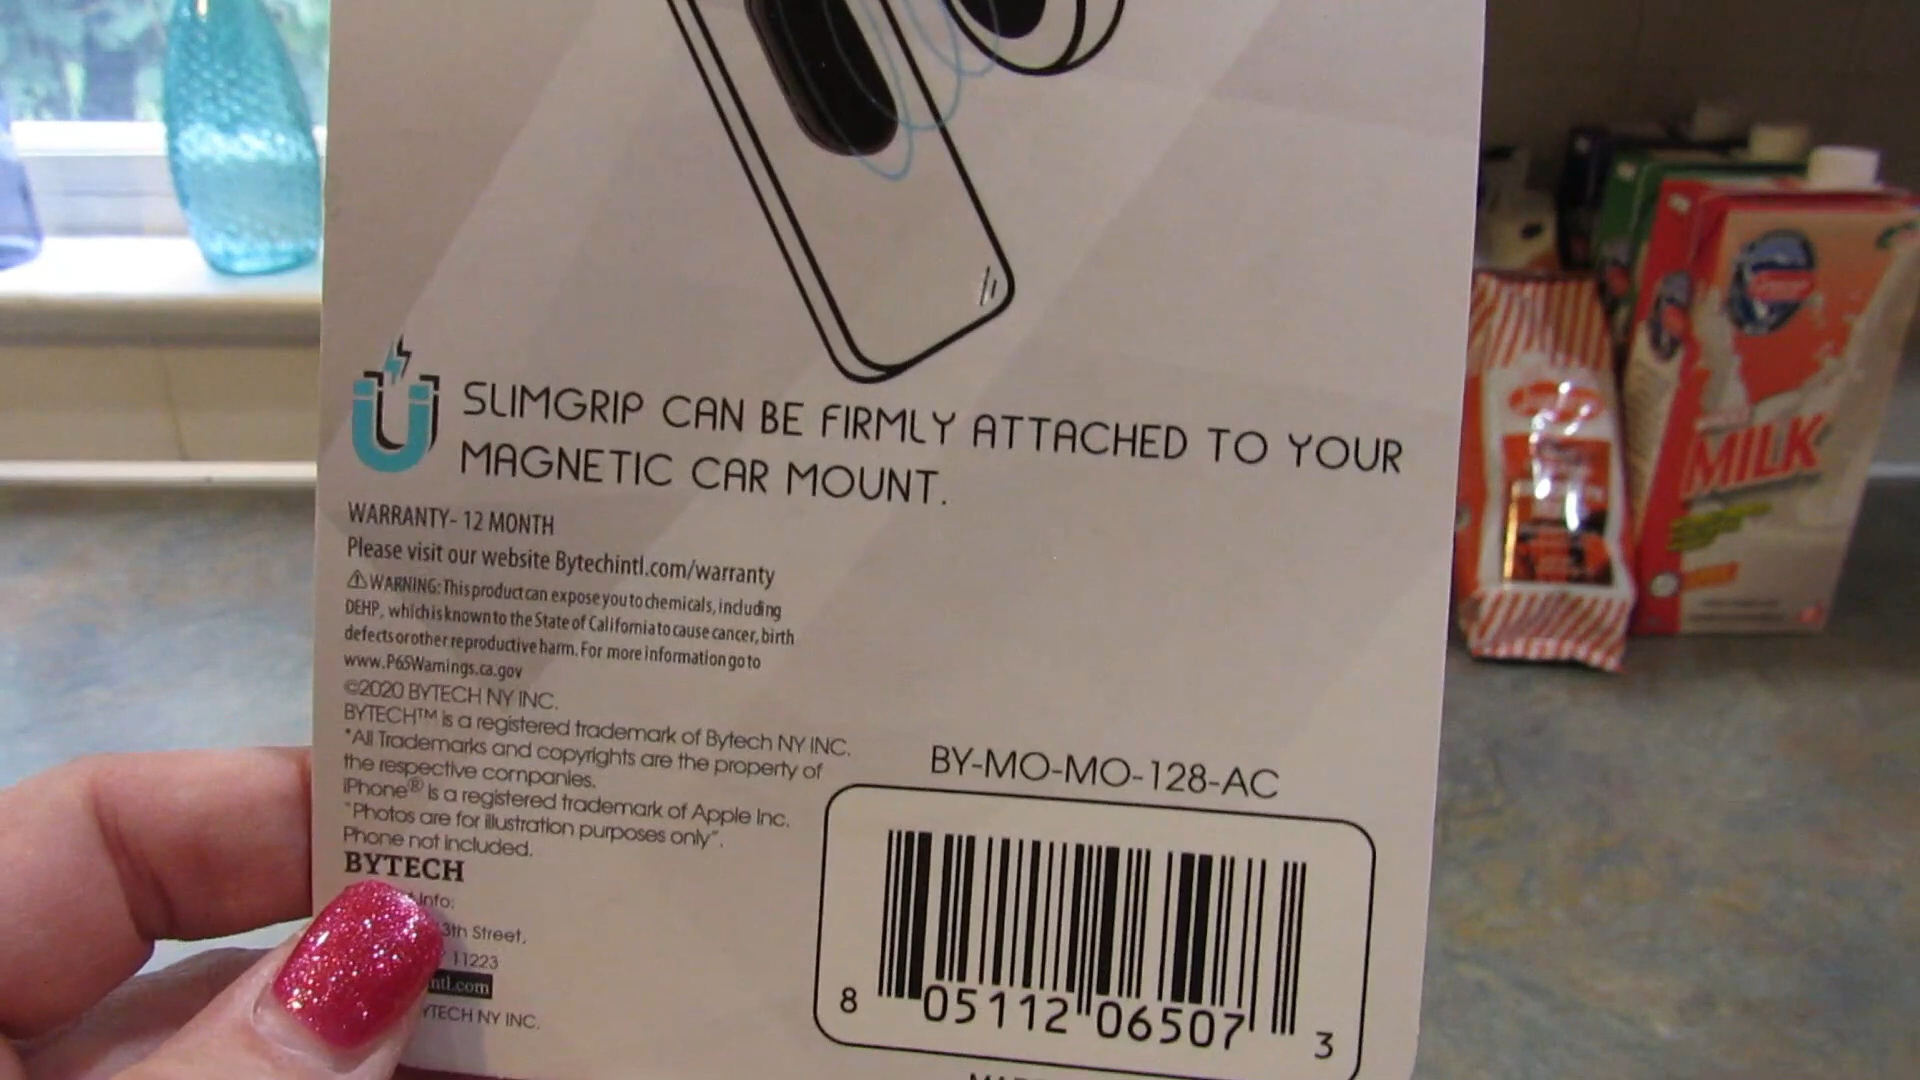 SLIMGRIP CAN BE FIRMLY ATTACHED TO YOUR
MAGNETIC CAR MOUNT.
WARRANTY- 12 MONTH
Please visit our website Bytechintl.com/warranty
⚠WARNING: This product can expose you to chemicals, including
DEHP, which is known to the State of California to cause cancer, birth
defects or other reproductive harm. For more information go to
www.P65Warnings.ca.gov
©2020 BYTECH NY INC.
BYTECH™ is a registered trademark of Bytech NY INC.
*All Trademarks and copyrights are the property of
the respective companies.
iPhone® is a registered trademark of Apple Inc.
"Photos are for illustration purposes only".
Phone not included.
BYTECH
Info:
3th Street,
11223
ntl.com
YTECH NY INC.
BY-MO-MO-128-AC
8 05112 06507 3
MILK